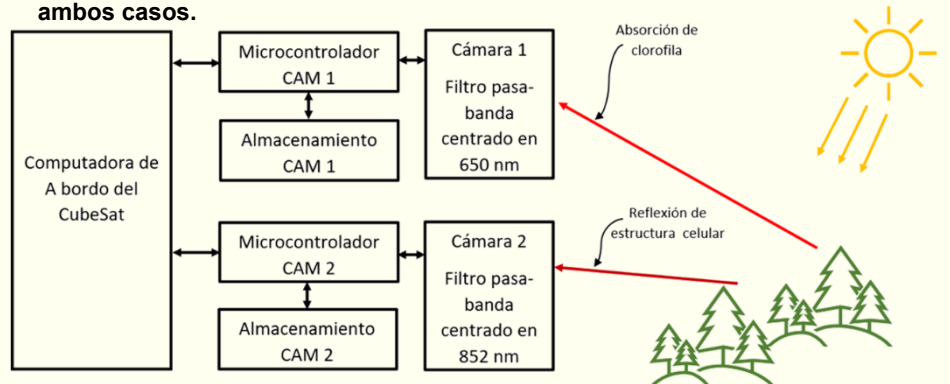 ambos casos.
Computadora de
A bordo del
CubeSat
Microcontrolador
CAM 1
Almacenamiento
CAM 1
Cámara 1
Filtro pasa-
banda
centrado en
650 nm
Absorción de
clorofila
Microcontrolador
CAM 2
Almacenamiento
CAM 2
Cámara 2
Filtro pasa-
banda
centrado en
852 nm
Reflexión de
estructura celular